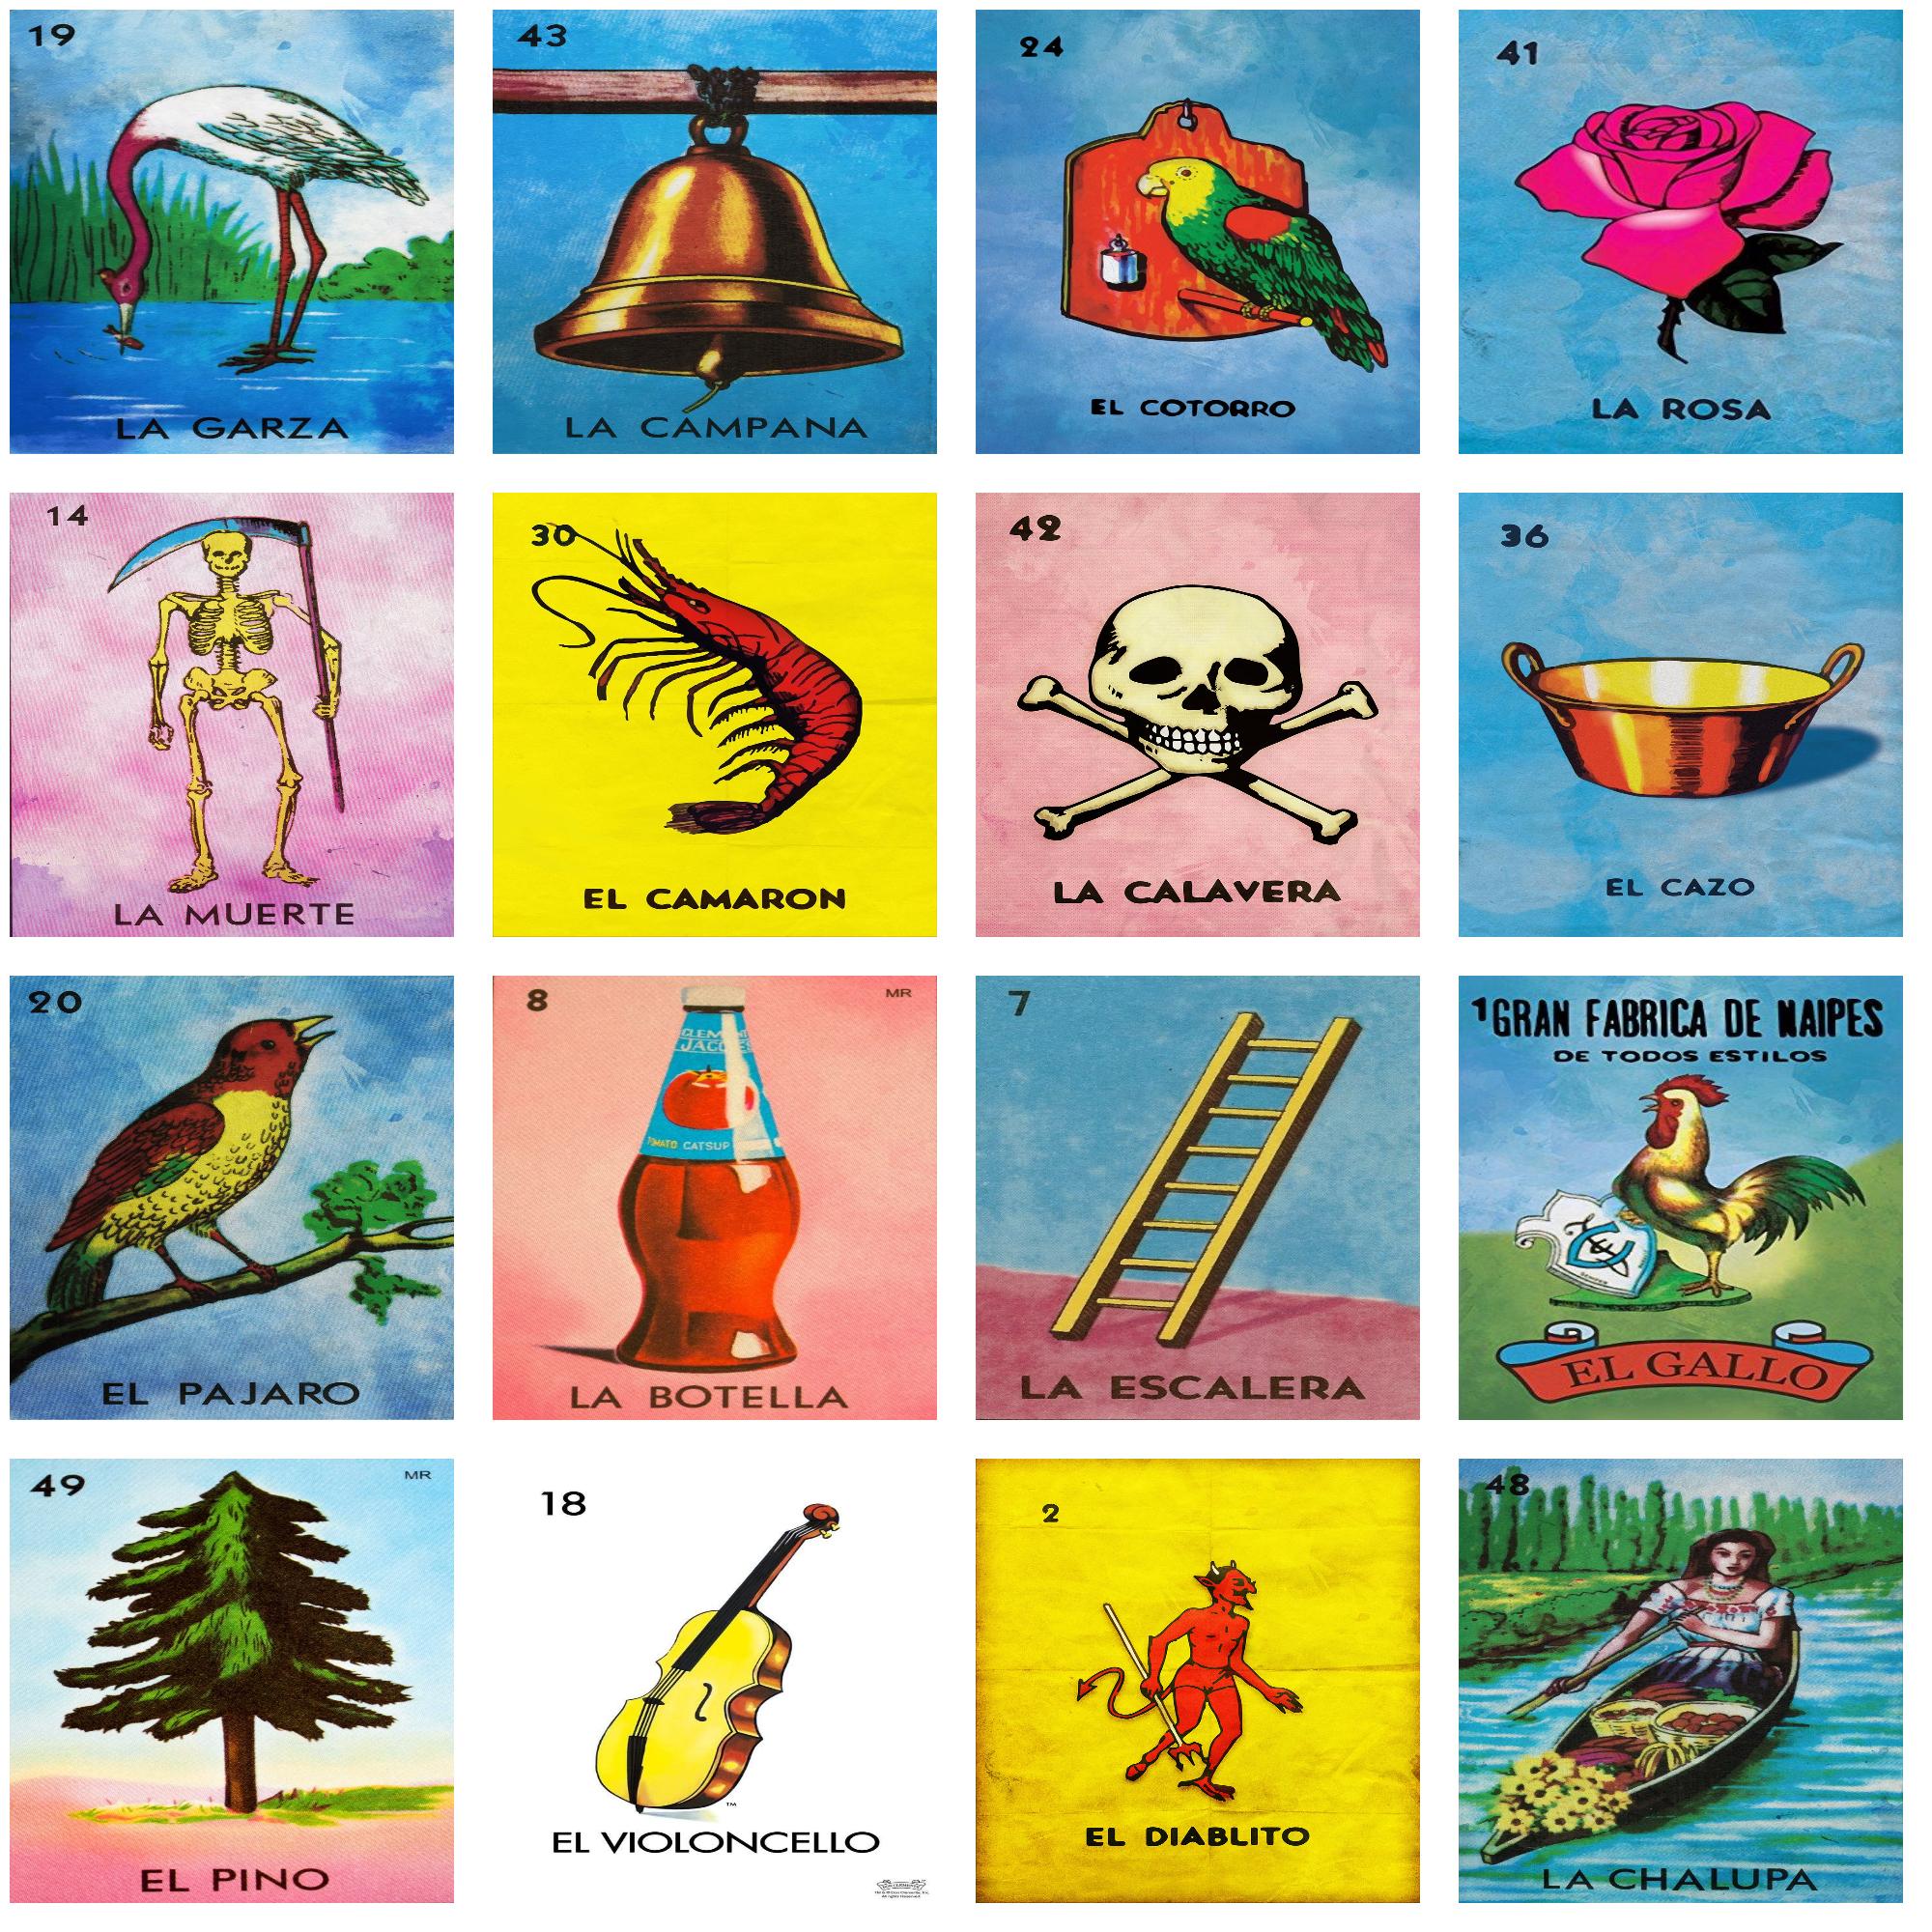 19
LA GARZA
43
LA CAMPANA
24
EL COTORRO
41
LA ROSA
14
LA MUERTE
30
EL CAMARON
42
LA CALAVERA
36
EL CAZO
20
EL PAJARO
8
MR
TOMATO CATSUP
LA BOTELLA
7
LA ESCALERA
1 GRAN FABRICA DE NAIPES
DE TODOS ESTILOS
EL GALLO
49
MR
EL PINO
18
TM
EL VIOLONCELLO
2
EL DIABLITO
48
LA CHALUPA